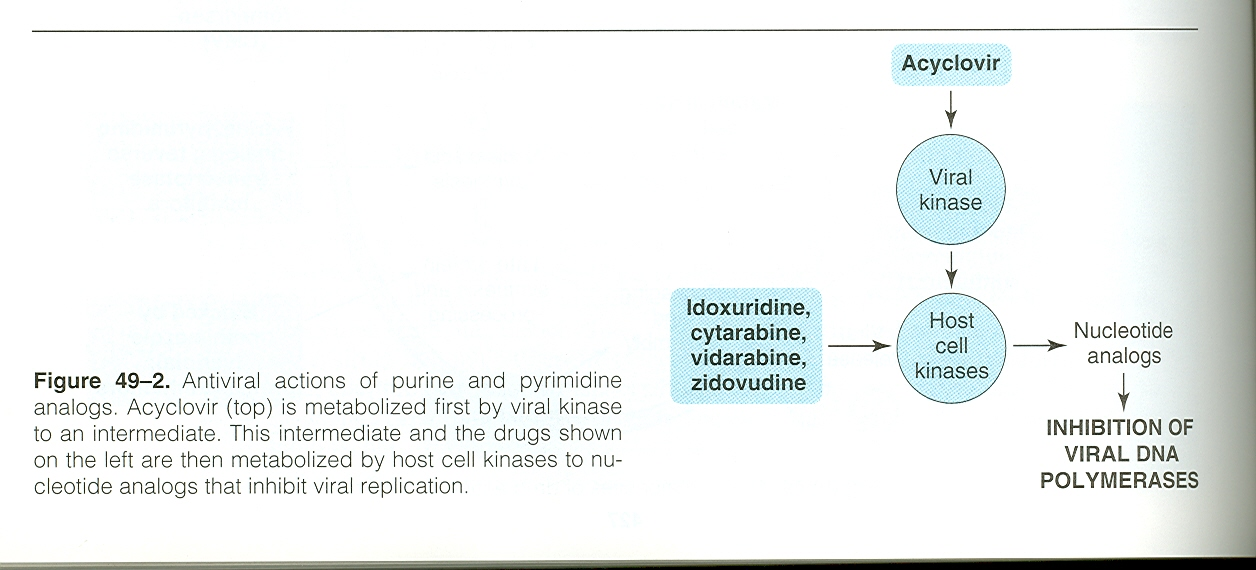 Acyclovir
Viral
kinase
Idoxuridine,
cytarabine,
vidarabine,
zidovudine
Host
cell
kinases
Nucleotide
analogs
INHIBITION OF
VIRAL DNA
POLYMERASES
Figure 49–2. Antiviral actions of purine and pyrimidine
analogs. Acyclovir (top) is metabolized first by viral kinase
to an intermediate. This intermediate and the drugs shown
on the left are then metabolized by host cell kinases to nu-
cleotide analogs that inhibit viral replication.